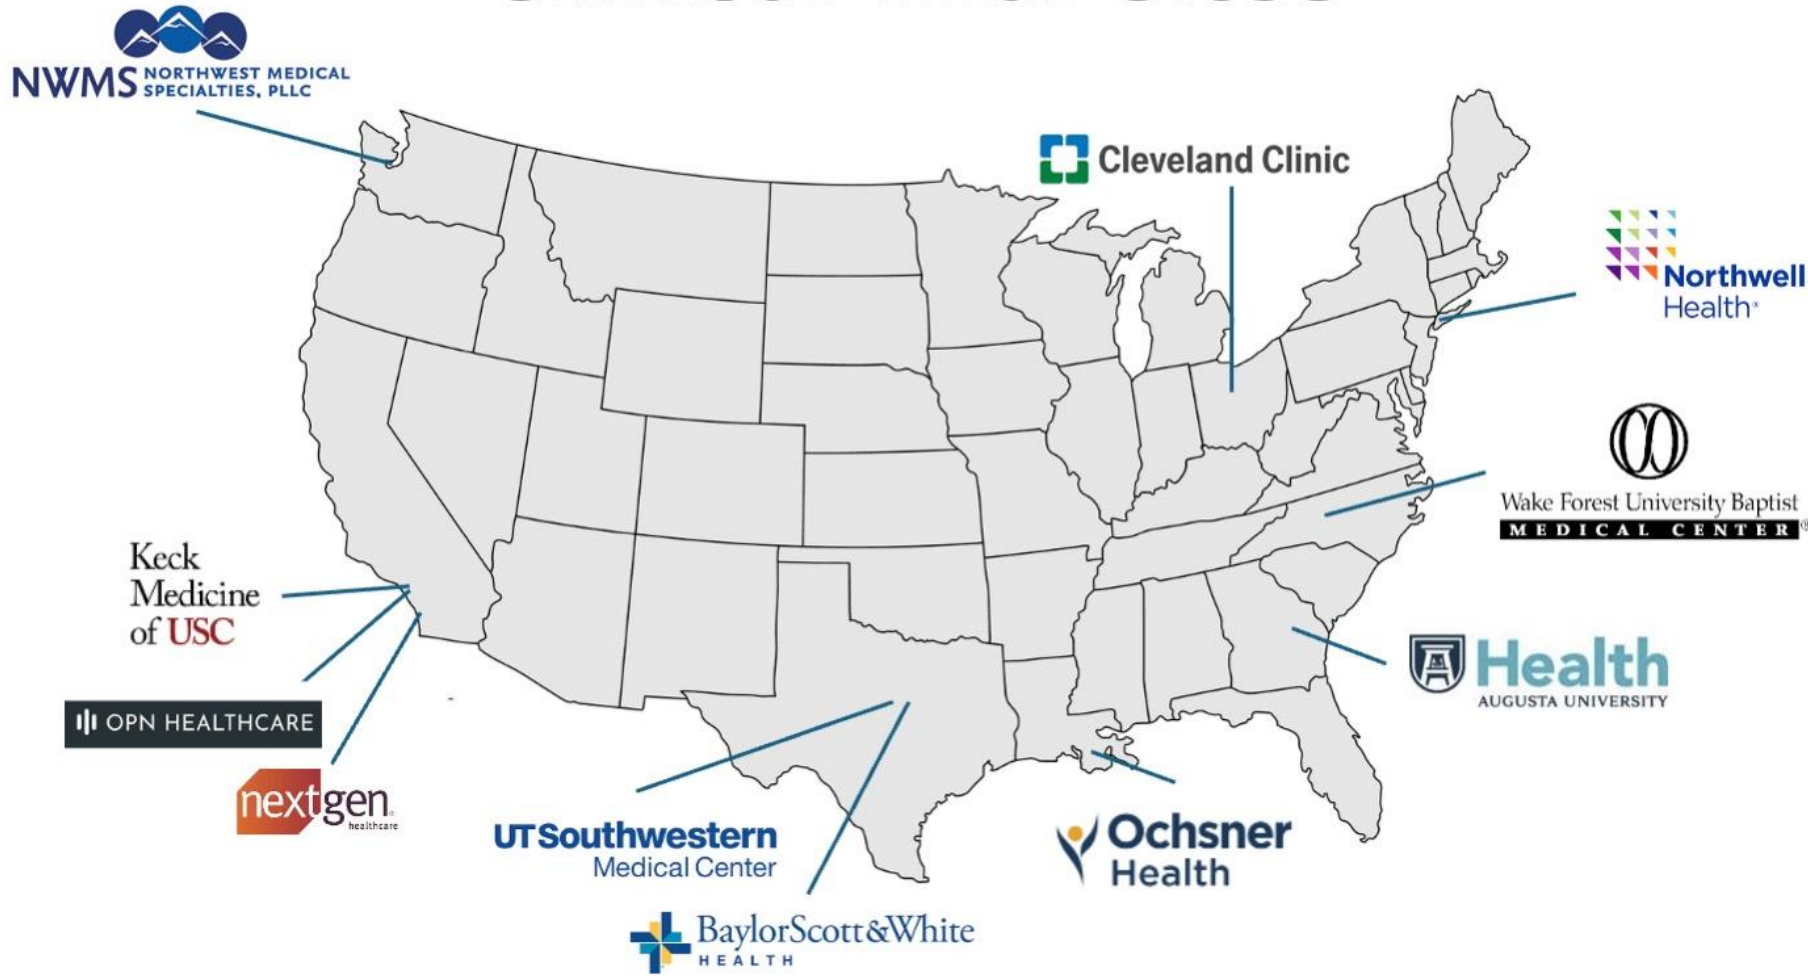 NWMS NORTHWEST MEDICAL
SPECIALTIES, PLLC
Cleveland Clinic
Northwell
Health®
Wake Forest University Baptist
MEDICAL CENTER®
Keck
Medicine
of USC
Health
AUGUSTA UNIVERSITY
OPN HEALTHCARE
nextgen
healthcare
UTSouthwestern
Medical Center
Ochsner
Health
BaylorScott&White
HEALTH